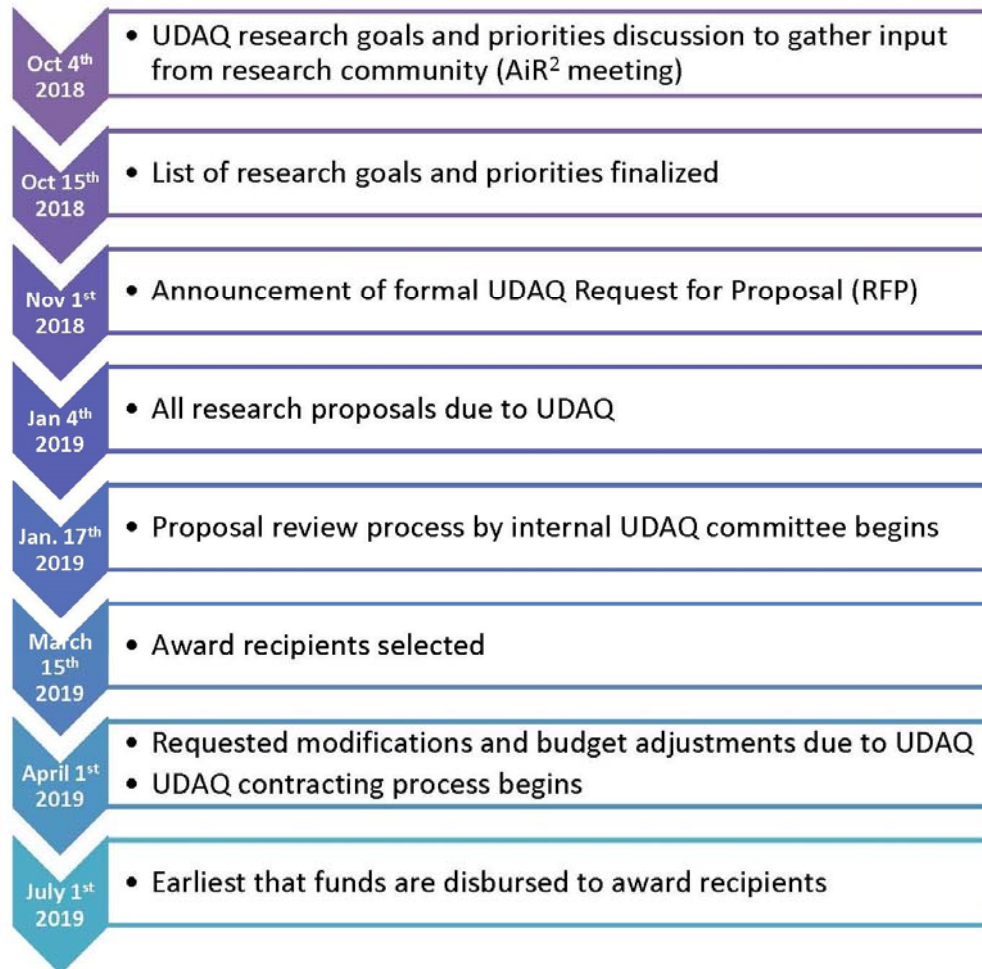 Oct 4th
2018
• UDAQ research goals and priorities discussion to gather input
from research community (AiR² meeting)
Oct 15th
2018
• List of research goals and priorities finalized
Nov 1st
2018
• Announcement of formal UDAQ Request for Proposal (RFP)
Jan 4th
2019
• All research proposals due to UDAQ
Jan. 17th
2019
• Proposal review process by internal UDAQ committee begins
March
15th
2019
• Award recipients selected
April 1st
2019
• Requested modifications and budget adjustments due to UDAQ
• UDAQ contracting process begins
July 1st
2019
• Earliest that funds are disbursed to award recipients